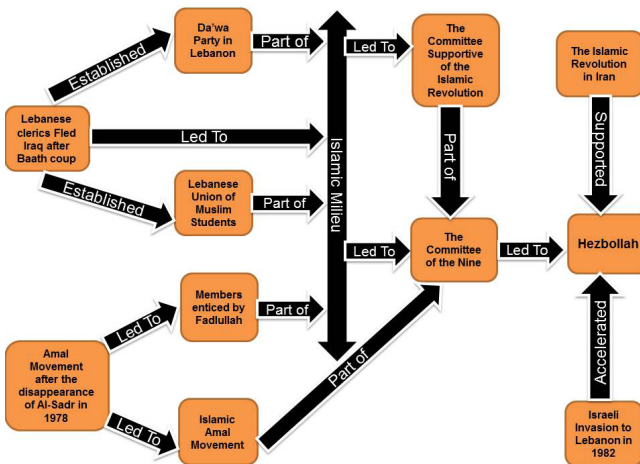 Da'wa
Party in
Lebanon
Established
Part of
Led To
The
Committee
Supportive
of the
Islamic
Revolution
The Islamic
Revolution
in Iran
Lebanese
clerics Fled
Iraq after
Baath coup
Led To
Islamic Milieu
Part of
Supported
Established
Lebanese
Union of
Muslim
Students
Part of
Led To
The
Committee
of the Nine
Led To
Hezbollah
Members
enticed by
Fadlullah
Part of
Led To
Amal
Movement
after the
disappearance
of Al-Sadr in
1978
Led To
Islamic
Amal
Movement
Part of
Accelerated
Israeli
Invasion to
Lebanon in
1982